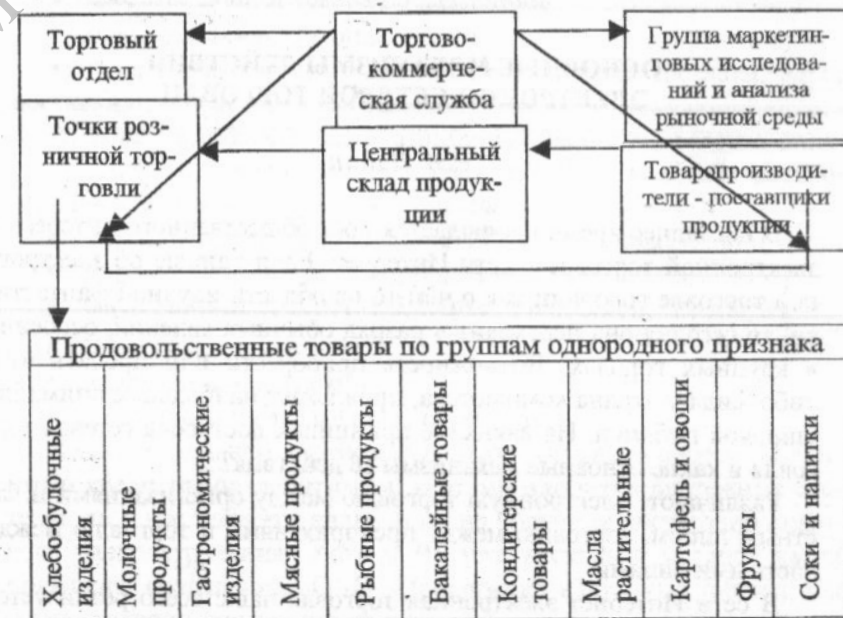 Торговый
отдел
Точки роз-
ничной тор-
говли
Торгово-
коммерче-
ская служба
Центральный
склад продук-
ции
Группа маркетин-
говых исследова-
ний и анализа
рыночной среды
Товаропроизводи-
тели - поставщики
продукции
Продовольственные товары по группам однородного признака
Хлебо-булочные
изделия
Молочные
продукты
Гастрономические
изделия
Мясные продукты
Рыбные продукты
Бакалейные товары
Кондитерские
товары
Масла
растительные
Картофель и овощи
Фрукты
Соки и напитки